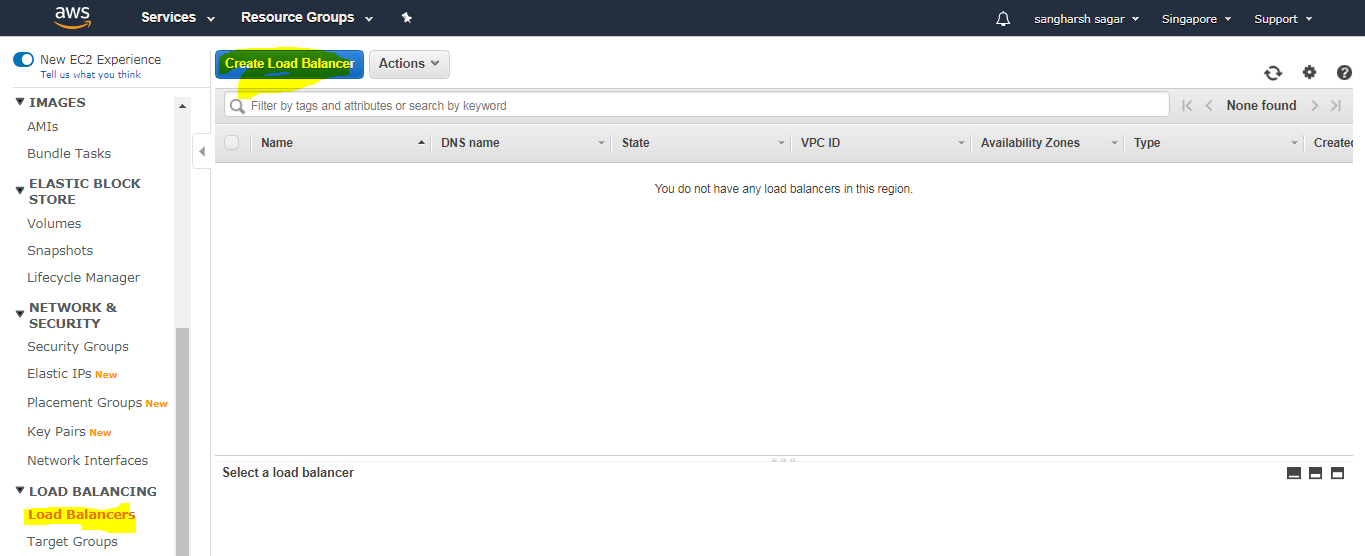 aws Services Resource Groups sangharsh sagar Singapore Support
New EC2 Experience
Tell us what you think
IMAGES
AMIs
Bundle Tasks
ELASTIC BLOCK
STORE
Volumes
Snapshots
Lifecycle Manager
NETWORK &
SECURITY
Security Groups
Elastic IPs New
Placement Groups New
Key Pairs New
Network Interfaces
LOAD BALANCING
Load Balancers
Target Groups
Create Load Balancer Actions
Filter by tags and attributes or search by keyword None found
Name DNS name State VPC ID Availability Zones Type Created
You do not have any load balancers in this region.
Select a load balancer